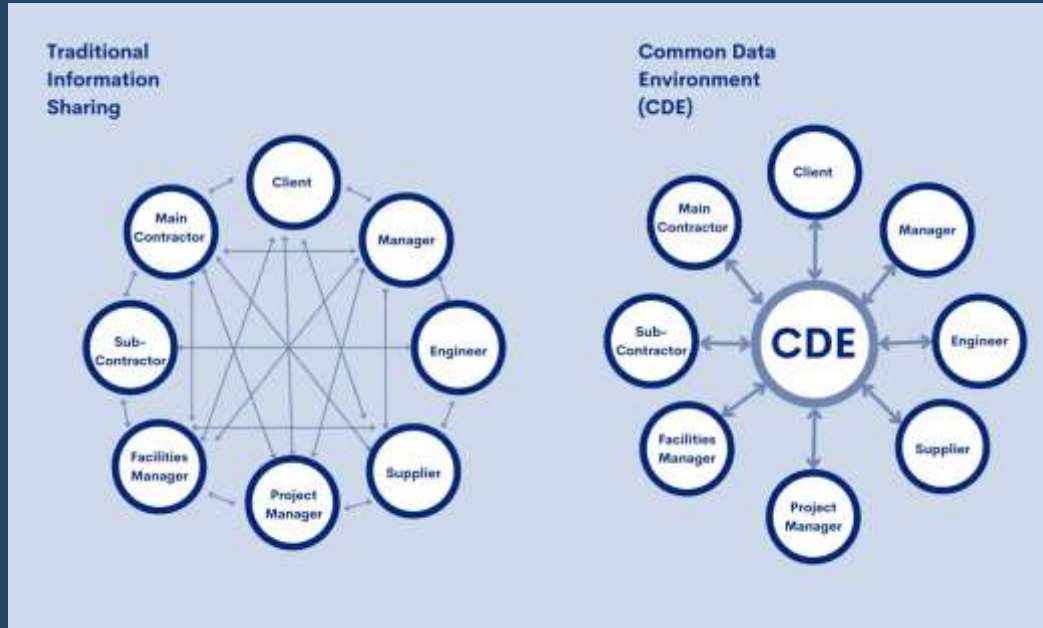 Traditional
Information
Sharing
Client
Main
Contractor
Manager
Sub-
Contractor
Engineer
Facilities
Manager
Supplier
Project
Manager
Common Data
Environment
(CDE)
Client
Main
Contractor
Manager
Sub-
Contractor
CDE
Engineer
Facilities
Manager
Supplier
Project
Manager